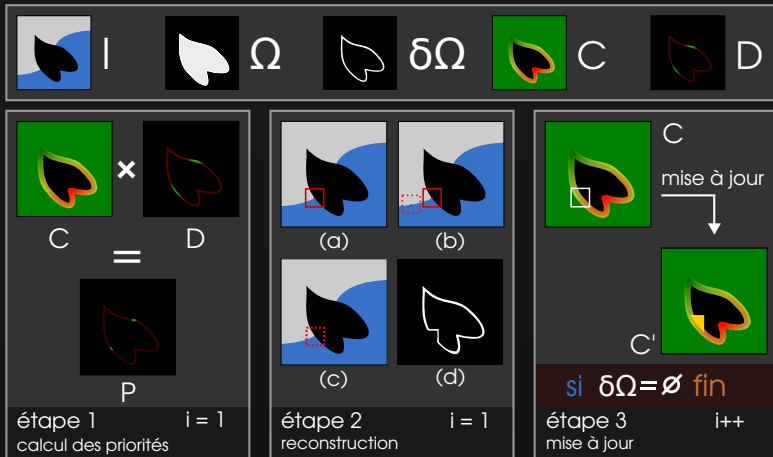 I Ω δΩ C D
C × D
=
P
étape 1 i = 1
calcul des priorités
(a) (b)
(c) (d)
étape 2 i = 1
reconstruction
C
mise à jour
C'
si δΩ=ø fin
étape 3 i++
mise à jour